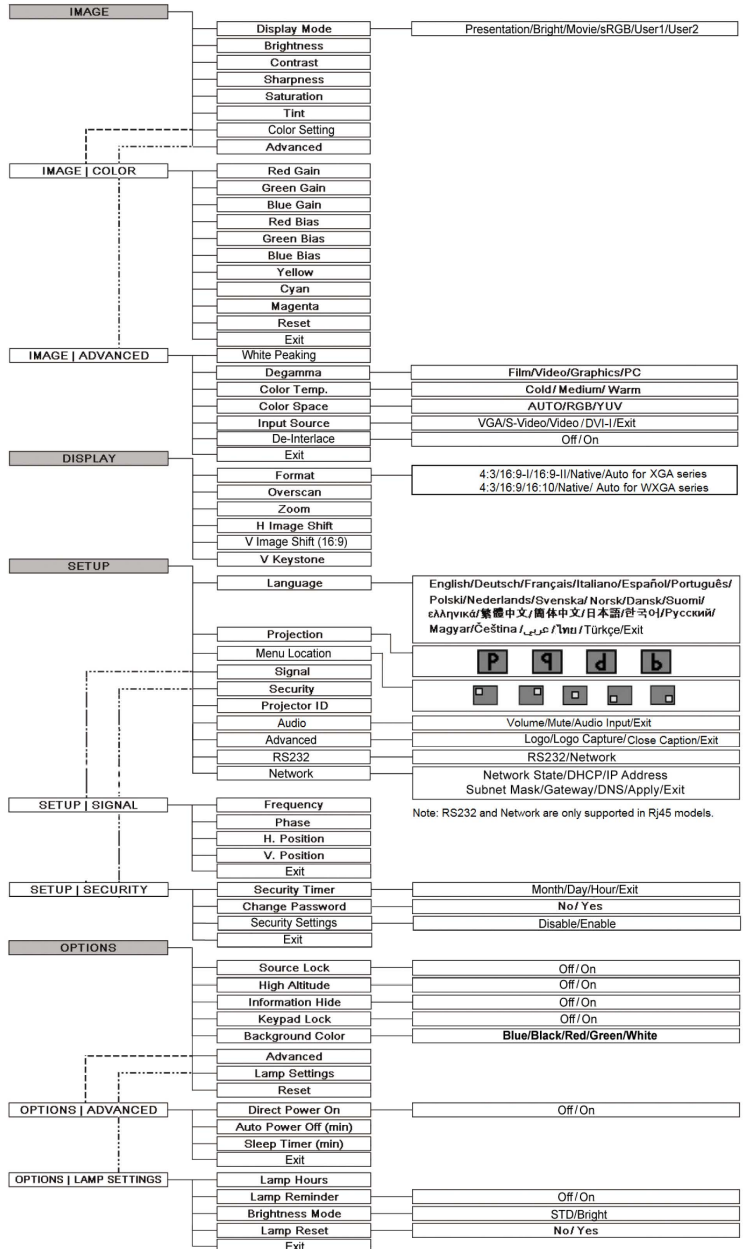 IMAGE
Display Mode
Presentation/Bright/Movie/sRGB/User1/User2
Brightness
Contrast
Sharpness
Saturation
Tint
Color Setting
Advanced
IMAGE | COLOR
Red Gain
Green Gain
Blue Gain
Red Bias
Green Bias
Blue Bias
Yellow
Cyan
Magenta
Reset
Exit
IMAGE | ADVANCED
White Peaking
Degamma
Film/Video/Graphics/PC
Color Temp.
Cold/ Medium/ Warm
Color Space
AUTO/RGB/YUV
Input Source
VGA/S-Video/Video / DVI-I/Exit
De-Interlace
Off / On
Exit
DISPLAY
Format
4:3/16:9-I/16:9-II/Native/Auto for XGA series
4:3/16:9/16:10/Native/ Auto for WXGA series
Overscan
Zoom
H Image Shift
V Image Shift (16:9)
V Keystone
SETUP
Language
English/Deutsch/Français/Italiano/Español/Português/
Polski/Nederlands/Svenska/ Norsk/Dansk/Suomi/
ελληνικά/繁體中文/简体中文/日本語/한국어/Русский/
Magyar/Čeština /عربي /ไทย / Türkçe/Exit
Projection
P
Menu Location
Signal
Security
Projector ID
Audio
Volume/Mute/Audio Input/Exit
Advanced
Logo/Logo Capture/ Close Caption/Exit
RS232
RS232/Network
Network
Network State/DHCP/IP Address
Subnet Mask/Gateway/DNS/Apply/Exit
Note: RS232 and Network are only supported in Rj45 models.
SETUP | SIGNAL
Frequency
Phase
H. Position
V. Position
Exit
SETUP | SECURITY
Security Timer
Month/Day/Hour/Exit
Change Password
No/ Yes
Security Settings
Disable/Enable
Exit
OPTIONS
Source Lock
Off / On
High Altitude
Off / On
Information Hide
Off / On
Keypad Lock
Off / On
Background Color
Blue/Black/Red/Green/White
Advanced
Lamp Settings
Reset
OPTIONS | ADVANCED
Direct Power On
Off / On
Auto Power Off (min)
Sleep Timer (min)
Exit
OPTIONS | LAMP SETTINGS
Lamp Hours
Lamp Reminder
Off / On
Brightness Mode
STD/Bright
Lamp Reset
No/ Yes
Exit